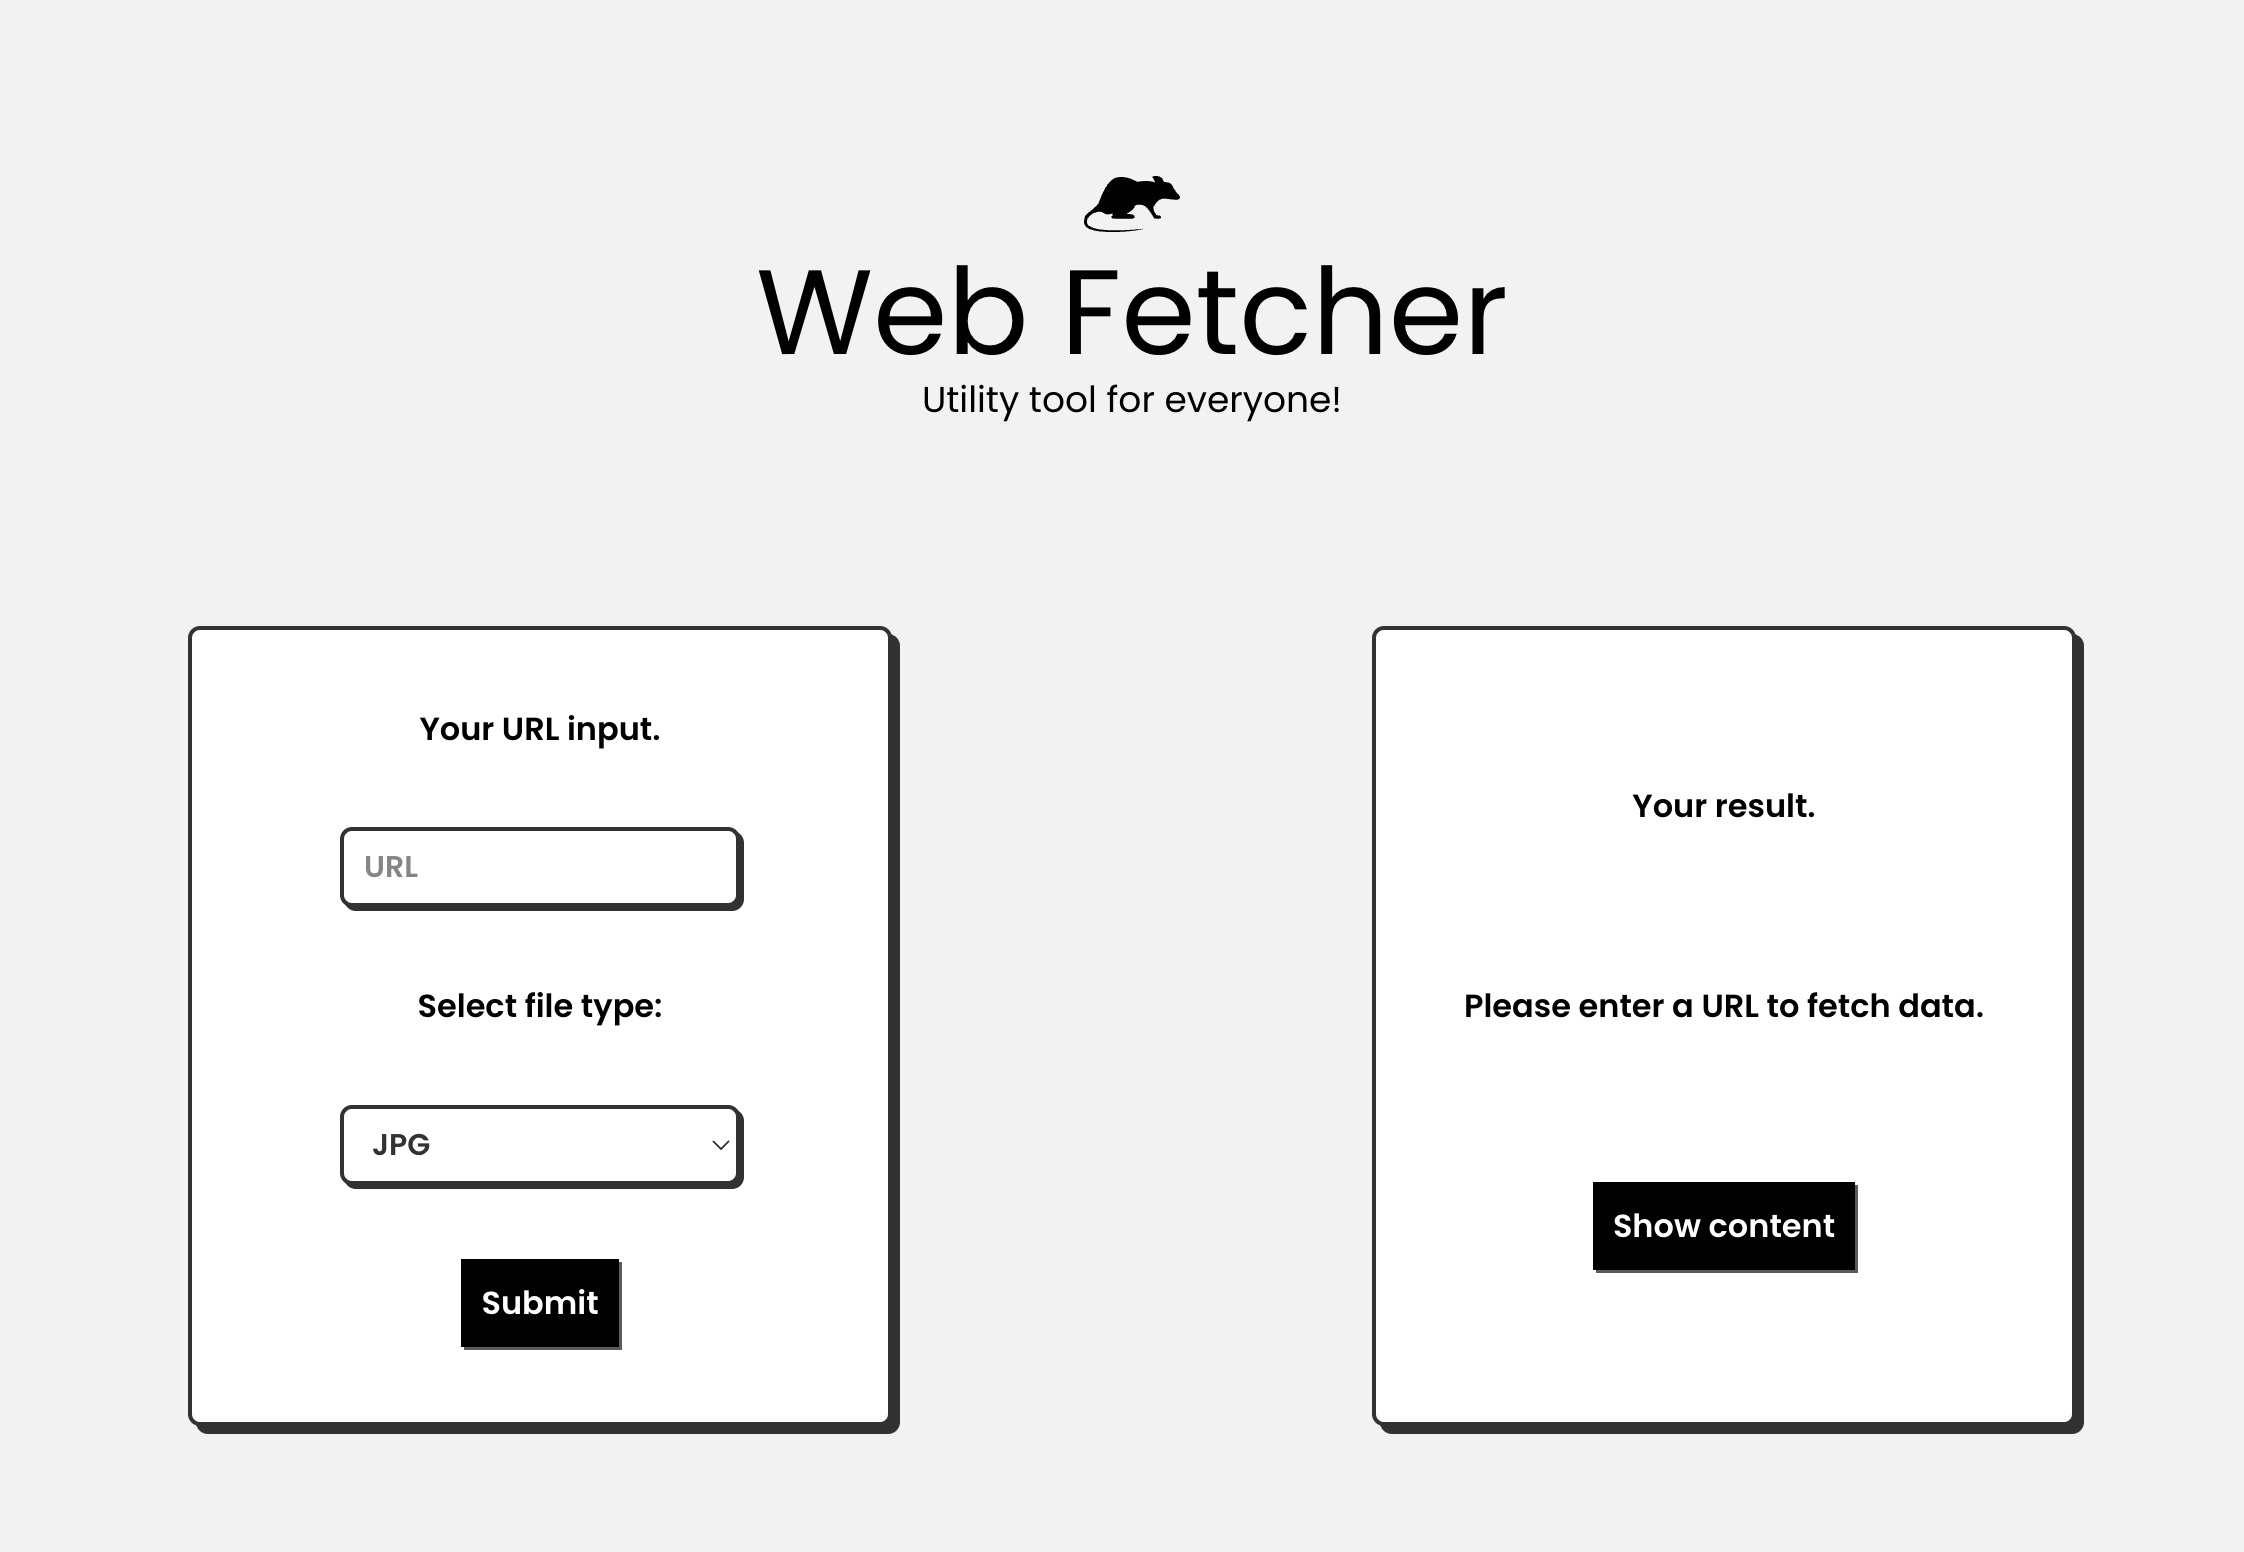 Web Fetcher
Utility tool for everyone!
Your URL input.
URL
Select file type:
JPG
Submit
Your result.
Please enter a URL to fetch data.
Show content